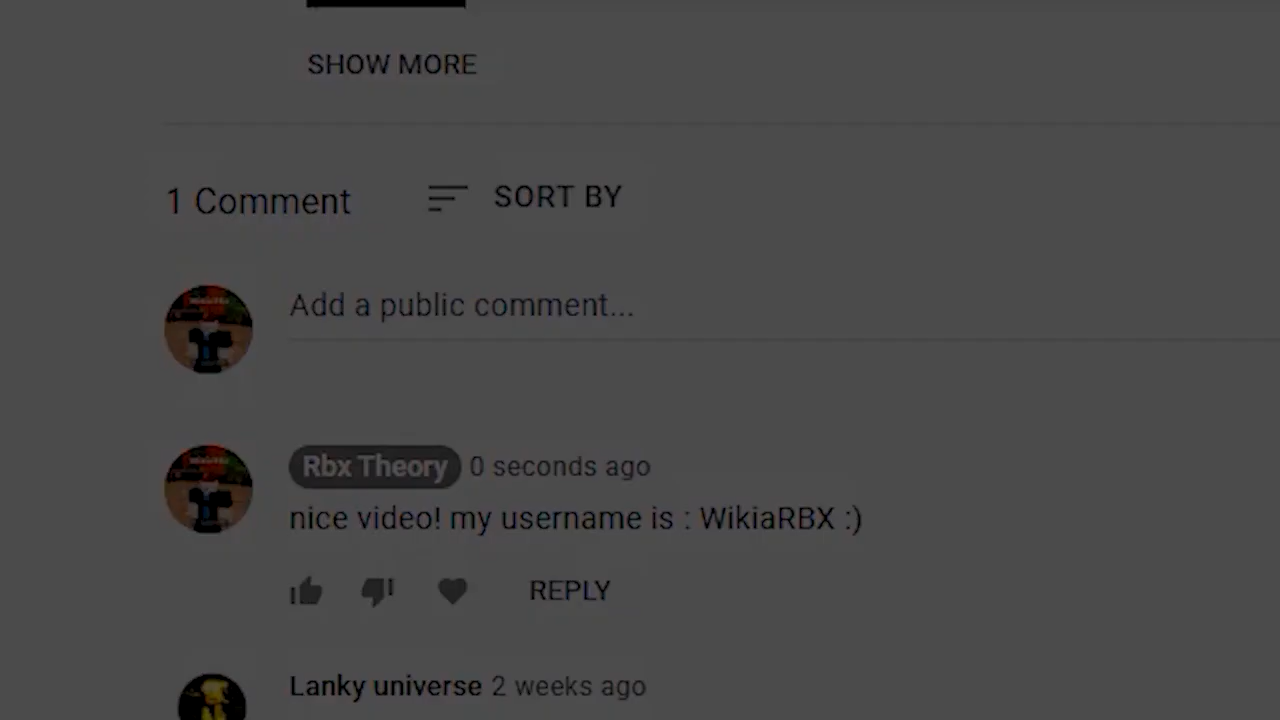 SHOW MORE
1 Comment
SORT BY
Add a public comment...
Rbx Theory 0 seconds ago
nice video! my username is : WikiaRBX :)
REPLY
Lanky universe 2 weeks ago